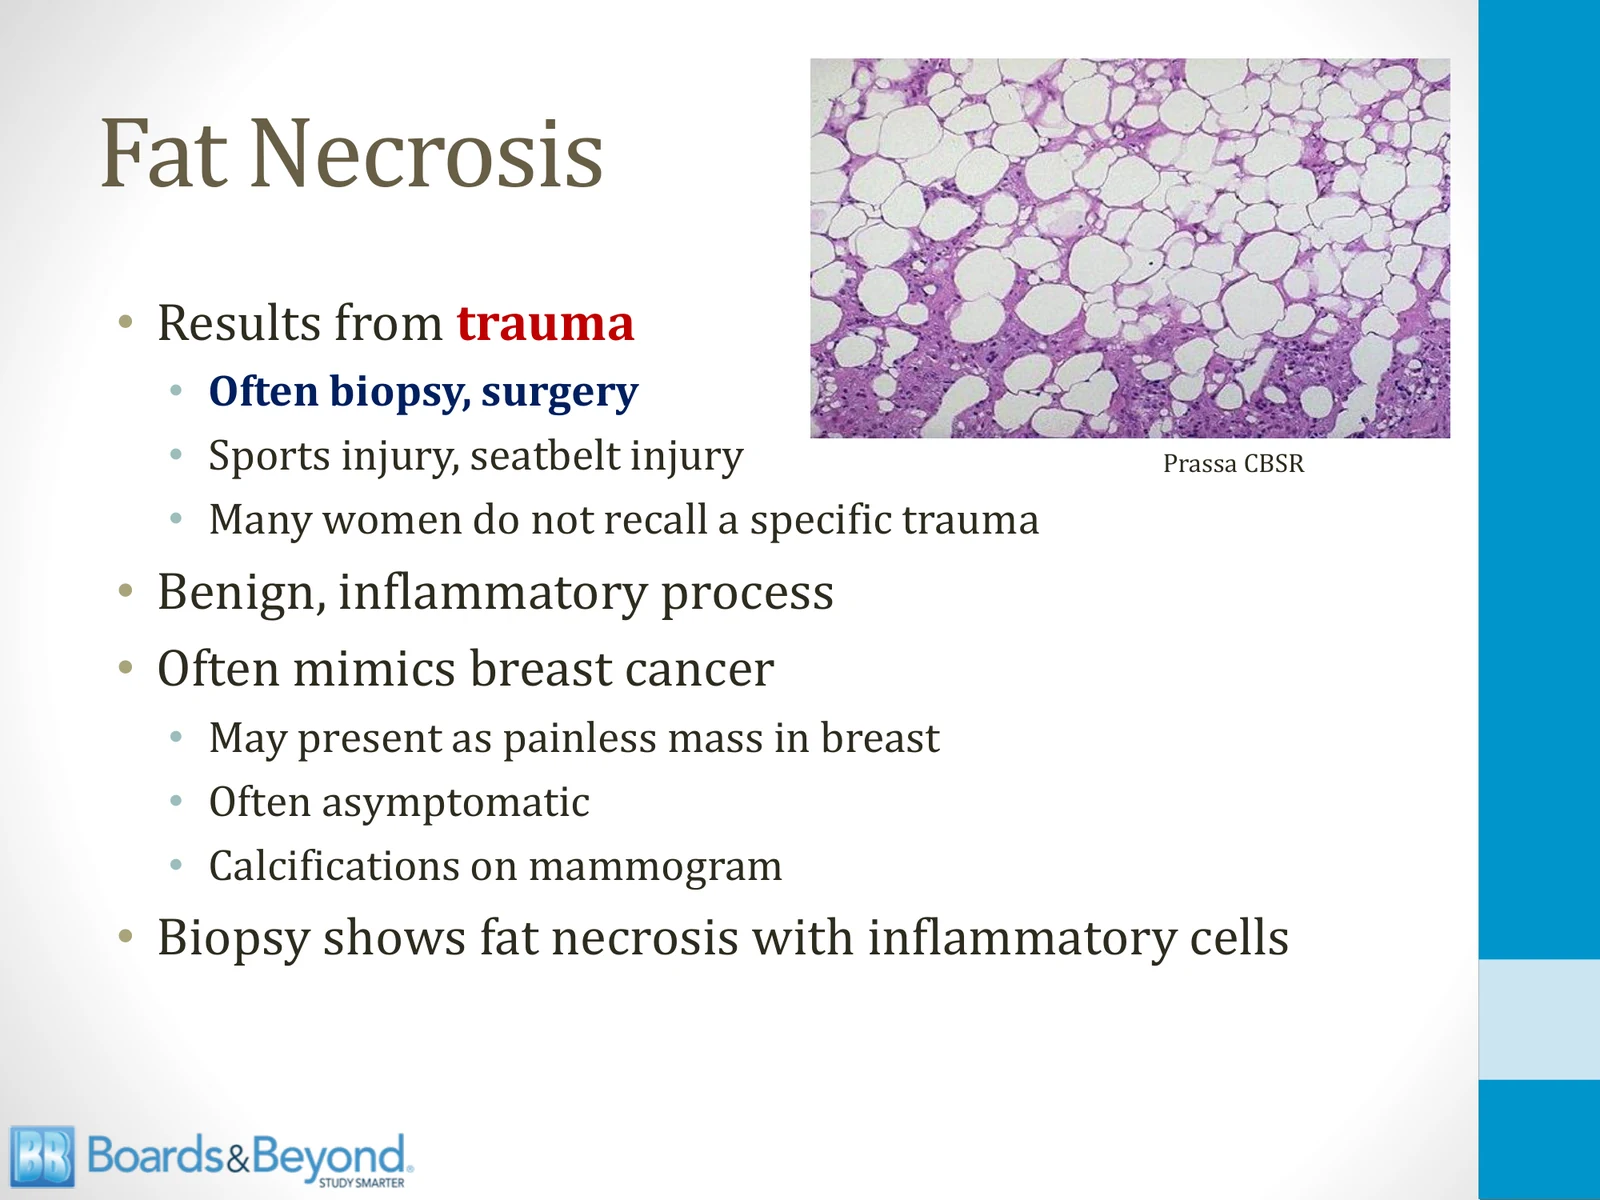 Fat Necrosis
• Results from trauma
• Often biopsy, surgery
• Sports injury, seatbelt injury
Prassa CBSR
• Many women do not recall a specific trauma
• Benign, inflammatory process
• Often mimics breast cancer
• May present as painless mass in breast
• Often asymptomatic
• Calcifications on mammogram
• Biopsy shows fat necrosis with inflammatory cells
BB Boards&Beyond®
STUDY SMARTER